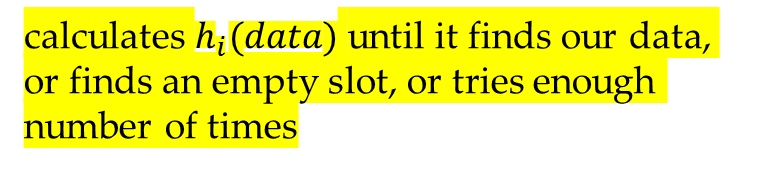 calculates ℎᵢ(𝑑𝑎𝑡𝑎) until it finds our data,
or finds an empty slot, or tries enough
number of times